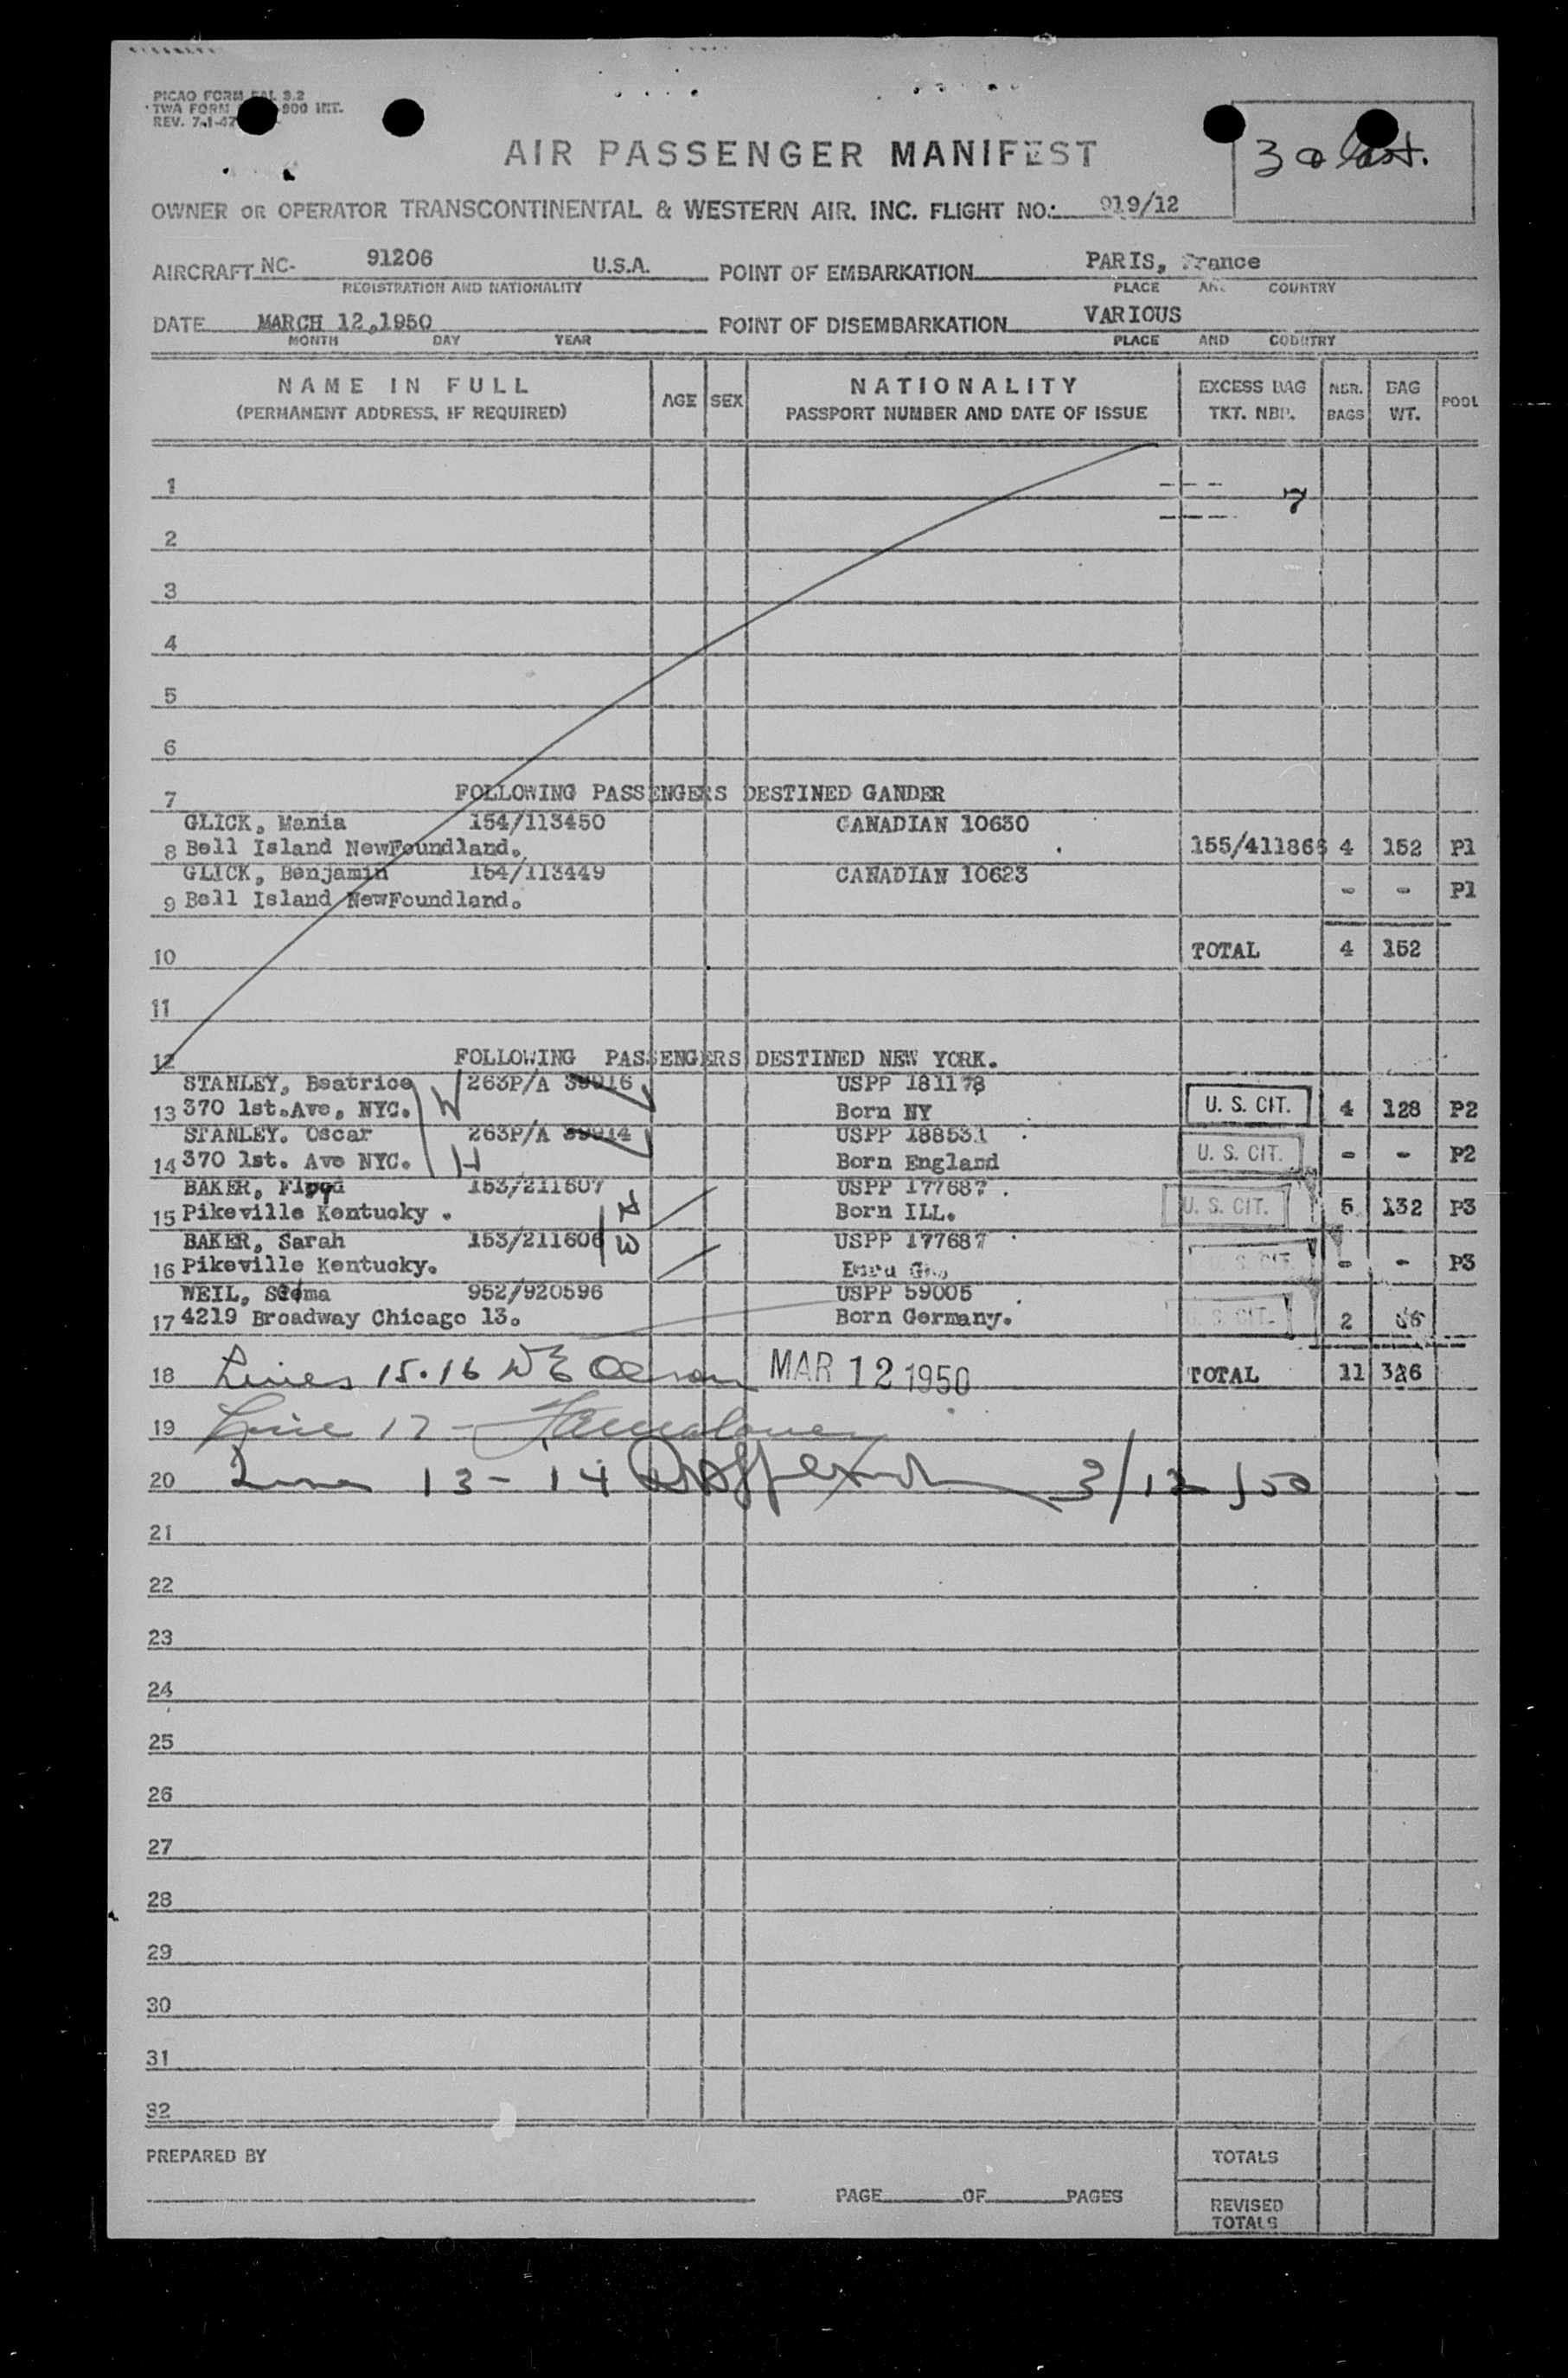 PICAO FORM FAL 3.2
TWA FORM -900 INT.
REV. 7-1-47
AIR PASSENGER MANIFEST
30
OWNER OR OPERATOR TRANSCONTINENTAL & WESTERN AIR, INC. FLIGHT NO: 919/12
AIRCRAFT NC- 91206 U.S.A. POINT OF EMBARKATION PARIS, France
REGISTRATION AND NATIONALITY PLACE AND COUNTRY
DATE MARCH 12,1950 POINT OF DISEMBARKATION VARIOUS
MONTH DAY YEAR PLACE AND COUNTRY
NAME IN FULL AGE SEX NATIONALITY EXCESS BAG NBR. BAG POOL
(PERMANENT ADDRESS, IF REQUIRED) PASSPORT NUMBER AND DATE OF ISSUE TKT. NBR. BAGS WT.
1
7
2
3
4
5
6
7 FOLLOWING PASSENGERS DESTINED GANDER
GLICK, Mania 154/113450 CANADIAN 10630
8 Bell Island NewFoundland. 155/411866 4 152 P1
GLICK, Benjamin 154/113449 CANADIAN 10623
9 Bell Island NewFoundland. - - P1
10 TOTAL 4 152
11
12 FOLLOWING PASSENGERS DESTINED NEW YORK.
STANLEY, Beatrice W 263P/A 39916 USPP 181178
13 370 1st.Ave, NYC. Born NY U. S. CIT. 4 128 P2
STANLEY. Oscar 263P/A 39914 USPP 188531
14 370 1st. Ave NYC. H Born England U. S. CIT. - - P2
BAKER, Floyd 153/211607 USPP 177687
15 Pikeville Kentucky . H Born ILL. U. S. CIT. 5 132 P3
BAKER, Sarah 153/211606 W USPP 177687
16 Pikeville Kentucky. U. S. CIT. - - P3
WEIL, 952/920596 USPP 59005
17 4219 Broadway Chicago 13. Born Germany. U. S. CIT. 2
18 Lines 15.16 MAR 12 1950 TOTAL 11 326
19 Line 17 -
20 Lines 13-14 3/12/50
21
22
23
24
25
26
27
28
29
30
31
32
PREPARED BY TOTALS
PAGE OF PAGES REVISED
TOTALS